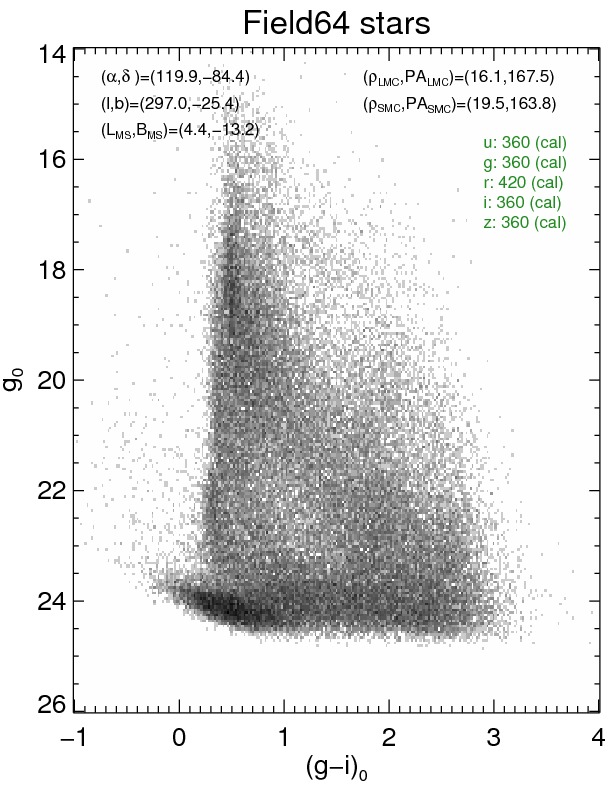 Field64 stars
(α,δ )=(119.9,−84.4)
(ρLMC,PALMC)=(16.1,167.5)
(l,b)=(297.0,−25.4)
(ρSMC,PASMC)=(19.5,163.8)
(LMS,BMS)=(4.4,−13.2)
u: 360 (cal)
g: 360 (cal)
r: 420 (cal)
i: 360 (cal)
z: 360 (cal)
14
16
18
20
22
24
26
g0
−1 0 1 2 3 4
(g−i)0